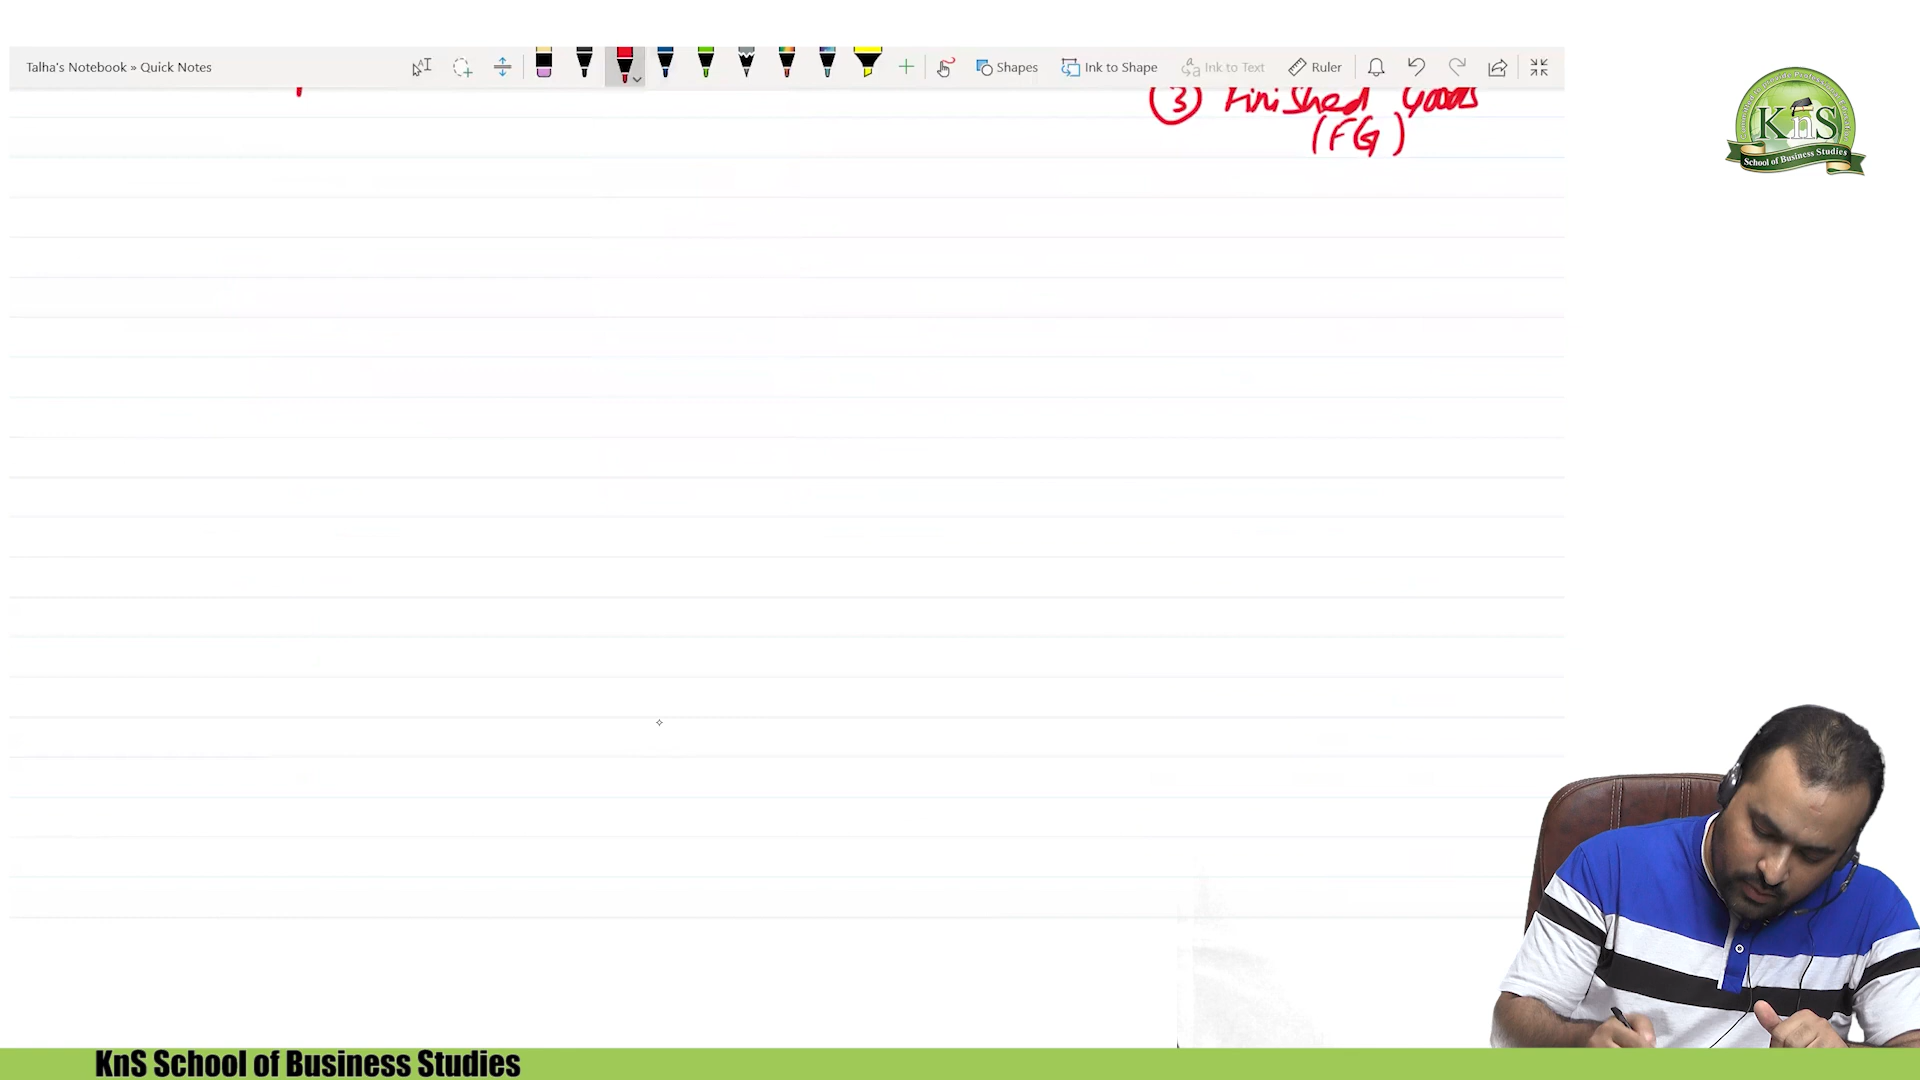 Talha's Notebook » Quick Notes
Shapes
Ink to Shape
Ink to Text
Ruler
③ Finished Goods
(FG)
KnS
School of Business Studies
KnS School of Business Studies